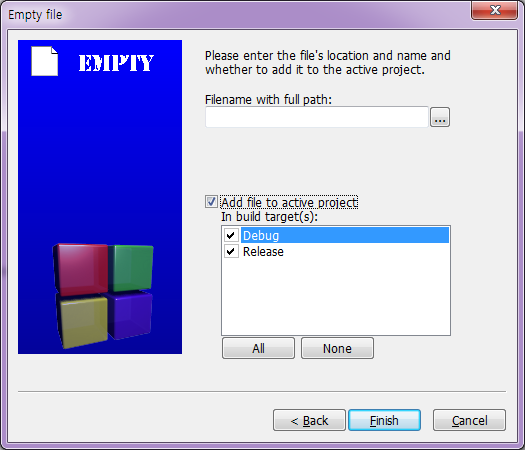 Empty file
EMPTY
Please enter the file's location and name and
whether to add it to the active project.
Filename with full path:
...
Add file to active project
In build target(s):
Debug
Release
All
None
< Back
Finish
Cancel